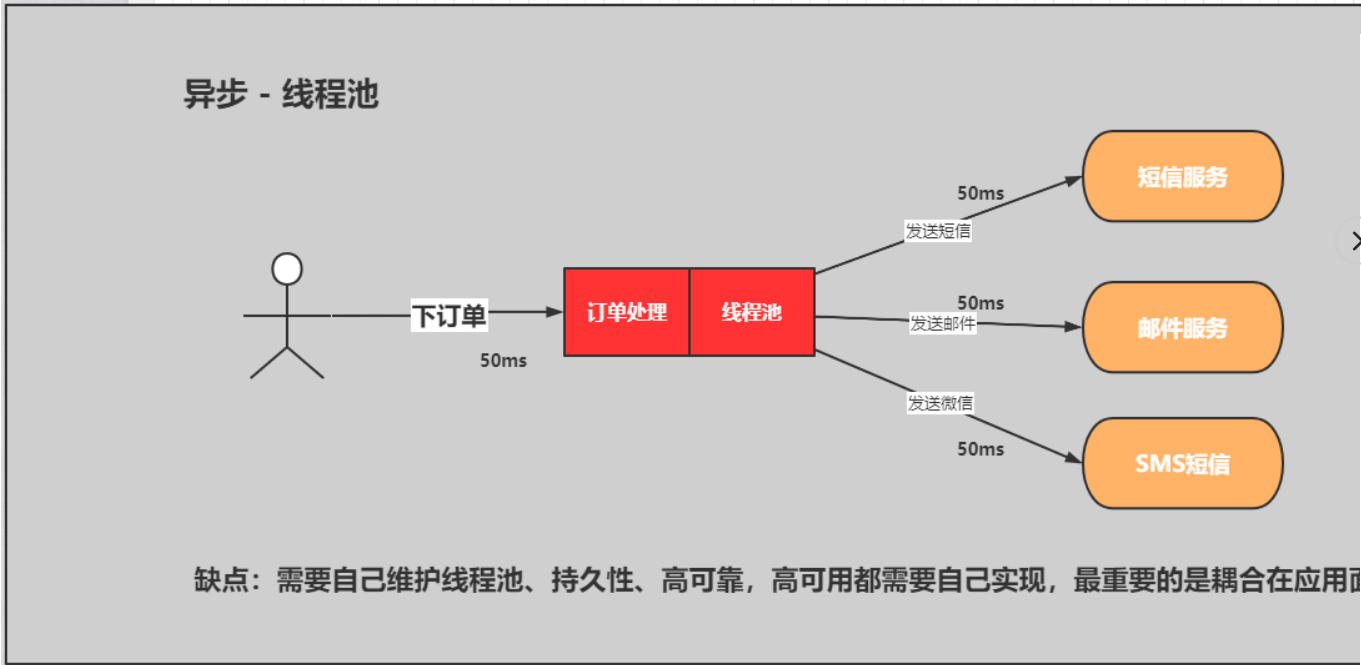 异步 - 线程池
短信服务
50ms
发送短信
下订单
50ms
订单处理
线程池
50ms
发送邮件
邮件服务
发送微信
50ms
SMS短信
缺点：需要自己维护线程池、持久性、高可靠，高可用都需要自己实现，最重要的是耦合在应用